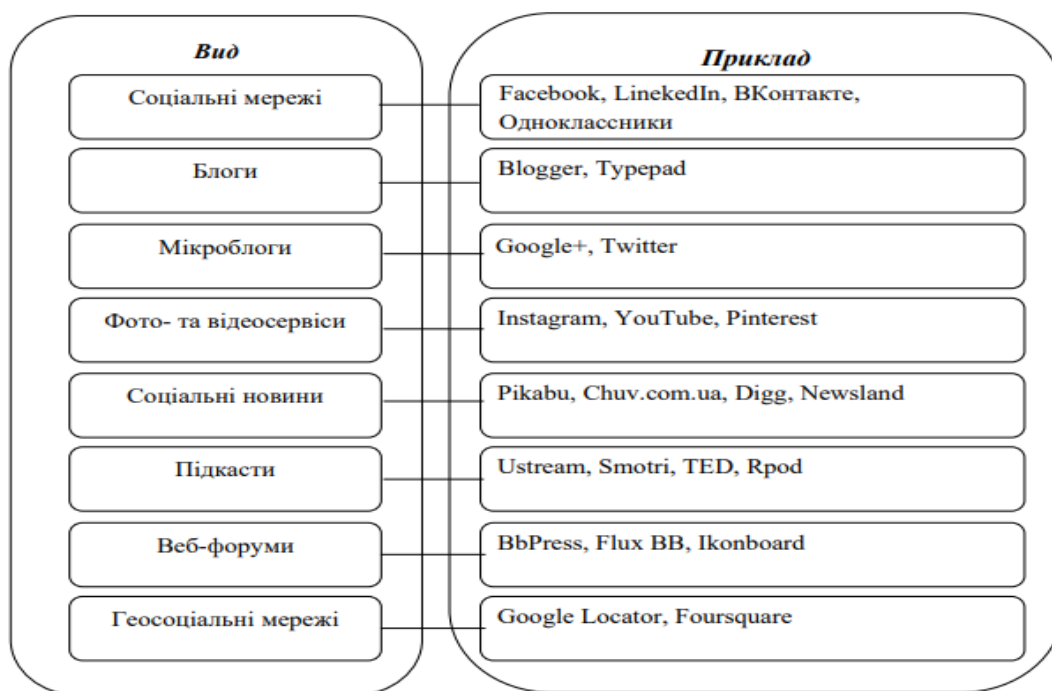 Вид
Приклад
Соціальні мережі
Facebook, LinekedIn, ВКонтакте,
Одноклассники
Блоги
Blogger, Typepad
Мікроблоги
Google+, Twitter
Фото- та відеосервіси
Instagram, YouTube, Pinterest
Соціальні новини
Pikabu, Chuv.com.ua, Digg, Newsland
Підкасти
Ustream, Smotri, TED, Rpod
Веб-форуми
BbPress, Flux BB, Ikonboard
Геосоціальні мережі
Google Locator, Foursquare